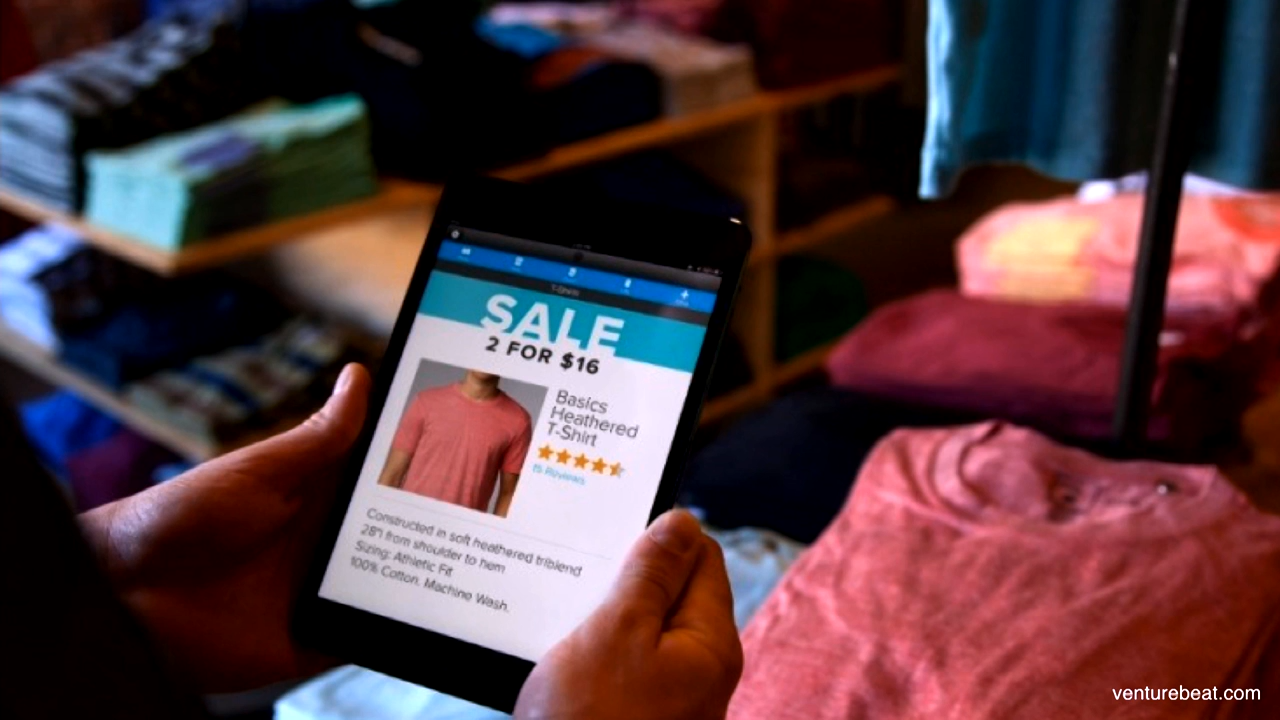 T-Shirts
SALE
2 FOR $16
Basics
Heathered
T-Shirt
15 Reviews
Constructed in soft heathered triblend
28"l from shoulder to hem
Sizing: Athletic Fit
100% Cotton. Machine Wash.
venturebeat.com